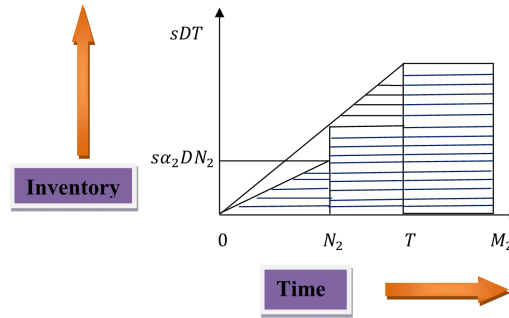 sDT
sα₂DN₂
Inventory
0 N₂ T M₂
Time